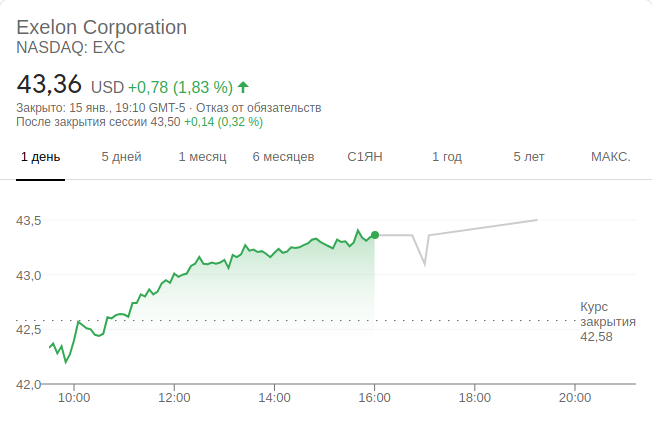 Exelon Corporation
NASDAQ: EXC
43,36 USD +0,78 (1,83 %)
Закрыто: 15 янв., 19:10 GMT-5 · Отказ от обязательств
После закрытия сессии 43,50 +0,14 (0,32 %)
1 день 5 дней 1 месяц 6 месяцев С1ЯН 1 год 5 лет МАКС.
43,5
43,0
42,5
42,0
Курс
закрытия
42,58
10:00 12:00 14:00 16:00 18:00 20:00